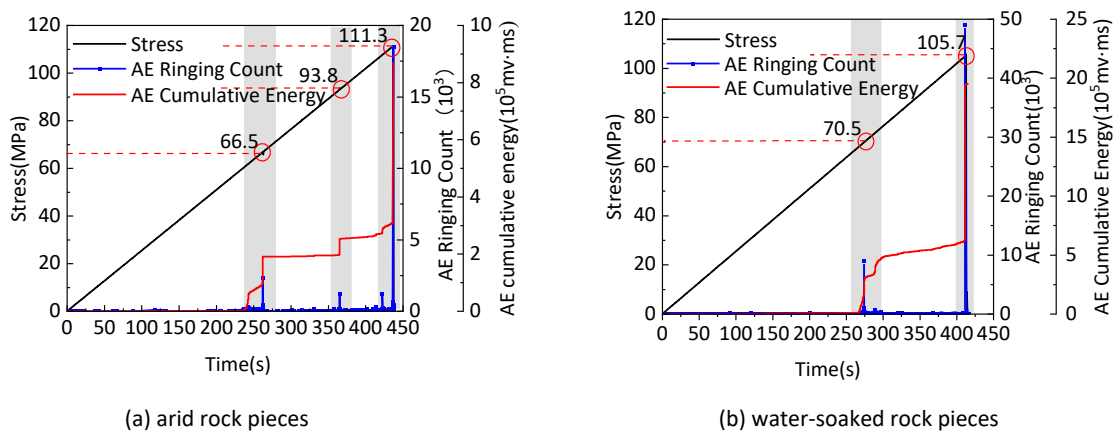 120
100
80
60
40
20
0
Stress(MPa)
Stress
AE Ringing Count
AE Cumulative Energy
111.3
93.8
66.5
0 50 100 150 200 250 300 350 400 450
Time(s)
20
15
10
5
0
AE Ringing Count (10³)
10
8
6
4
2
0
AE cumulative energy(10⁵mv·ms)
(a) arid rock pieces
120
100
80
60
40
20
0
Stress(MPa)
Stress
AE Ringing Count
AE Cumulative Energy
105.7
70.5
0 50 100 150 200 250 300 350 400 450
Time(s)
50
40
30
20
10
0
AE Ringing Count(10³)
25
20
15
10
5
0
AE Cumulative Energy(10⁵mv·ms)
(b) water-soaked rock pieces